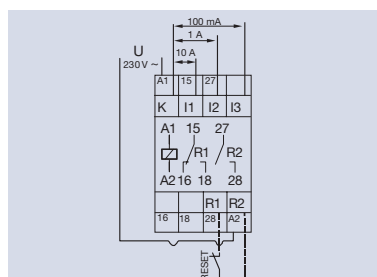 100 mA
1 A
U 10 A
230 V ~
A1 15 27
K I1 I2 I3
A1 15 27
R1 R2
A2 16 18 28
R1 R2
16 18 28 A2
RESET